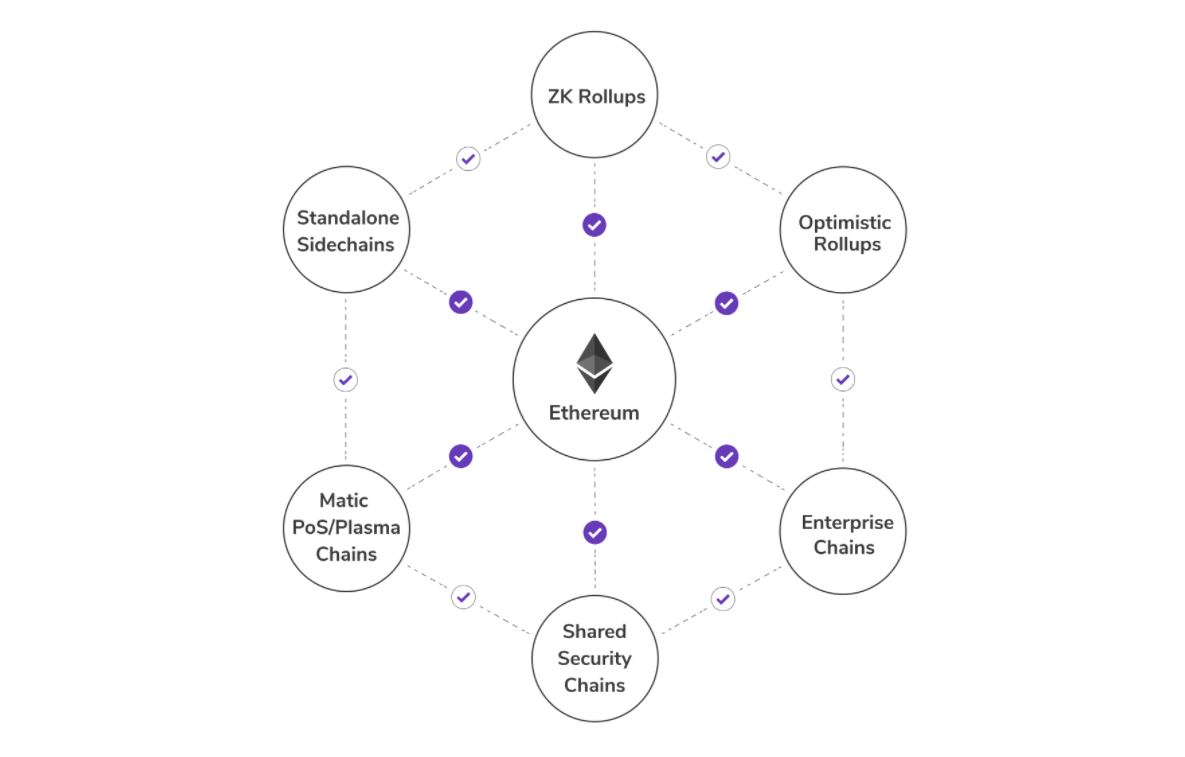 ZK Rollups
Standalone
Sidechains
Optimistic
Rollups
Ethereum
Matic
PoS/Plasma
Chains
Enterprise
Chains
Shared
Security
Chains